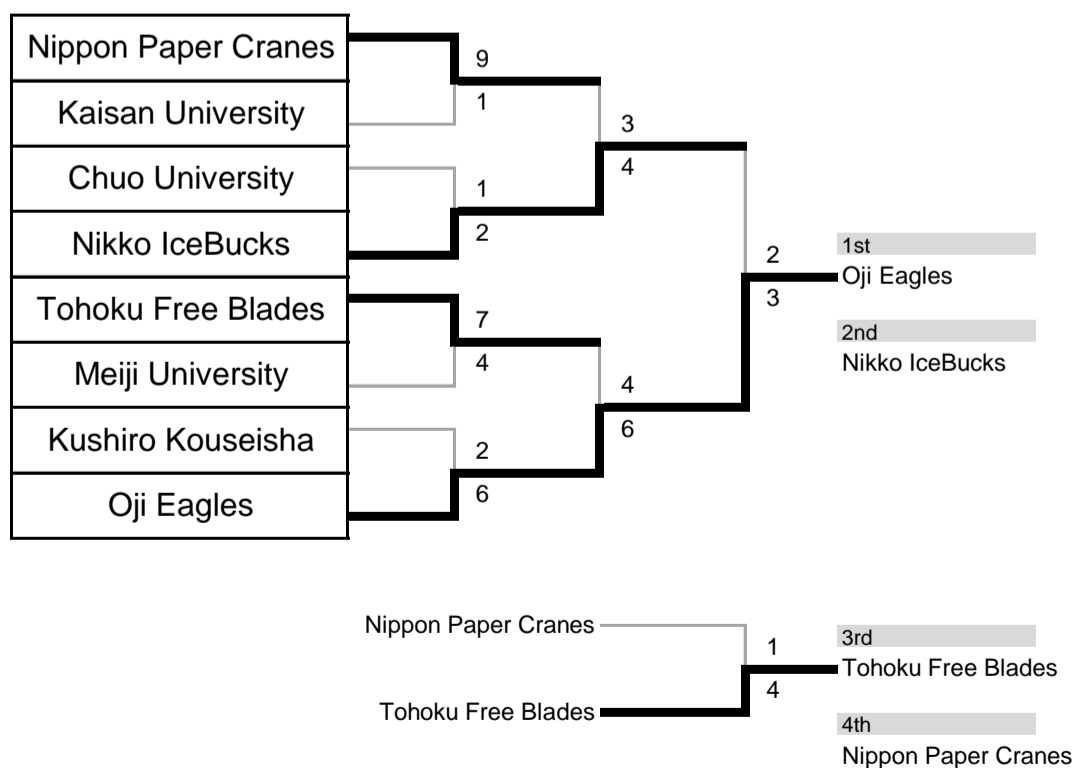 Nippon Paper Cranes
Kaisan University
Chuo University
Nikko IceBucks
Tohoku Free Blades
Meiji University
Kushiro Kouseisha
Oji Eagles
9
1
1
2
7
4
2
6
3
4
4
6
2
3
1st
Oji Eagles
2nd
Nikko IceBucks
Nippon Paper Cranes
Tohoku Free Blades
1
4
3rd
Tohoku Free Blades
4th
Nippon Paper Cranes